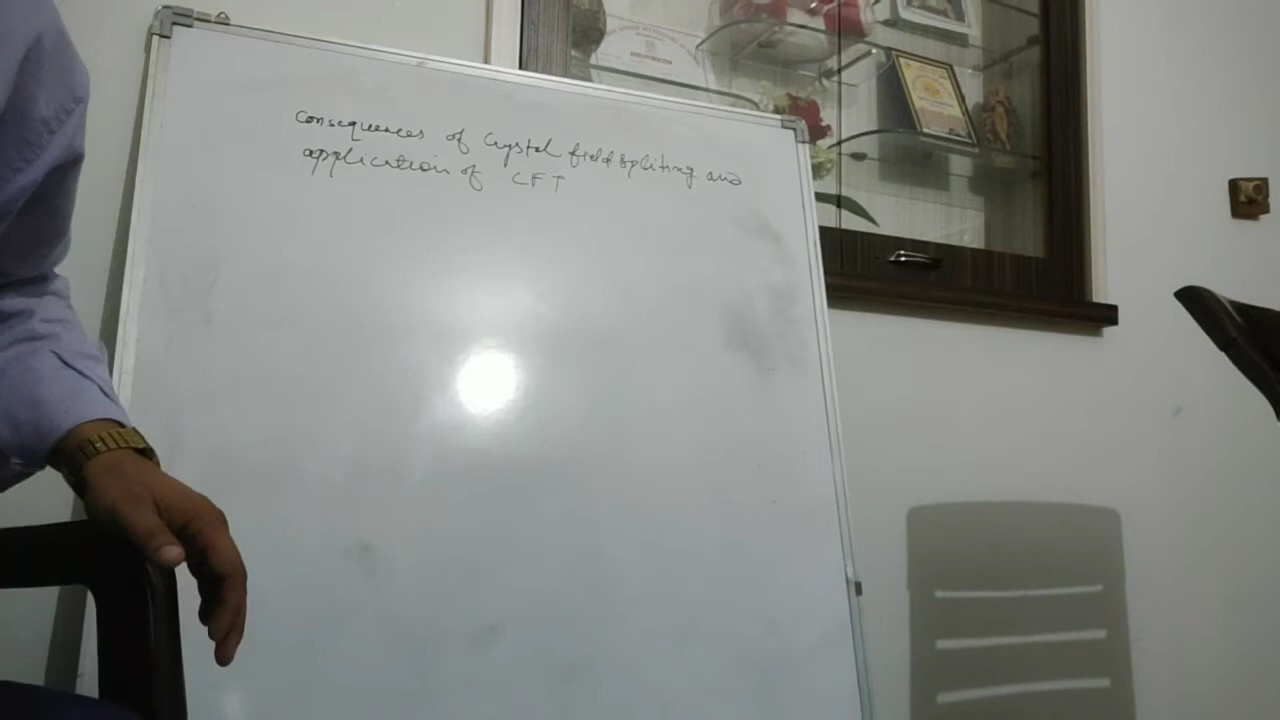 consequences of Crystal field Spliting and
application of CFT